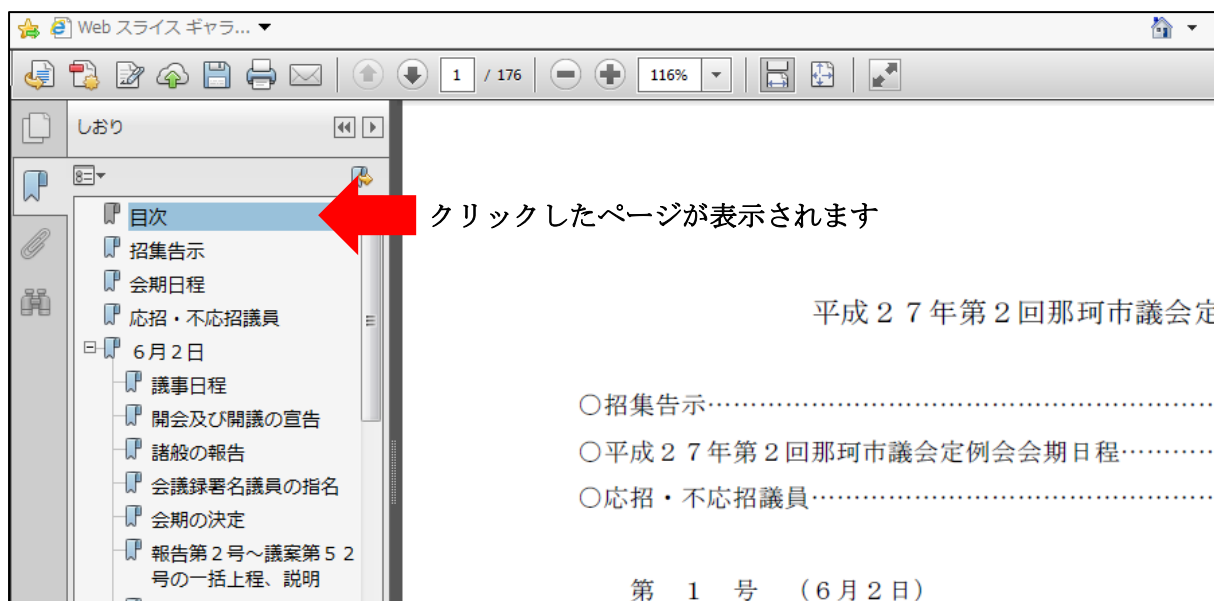 Web スライス ギャラ...
1 / 176
116%
しおり
目次
招集告示
会期日程
応招・不応招議員
６月２日
議事日程
開会及び開議の宣告
諸般の報告
会議録署名議員の指名
会期の決定
報告第２号～議案第５２
号の一括上程、説明
クリックしたページが表示されます
平成２７年第２回那珂市議会定
○招集告示……………………………………………………………………
○平成２７年第２回那珂市議会定例会会期日程…………
○応招・不応招議員……………………………………………………
第　１　号　（６月２日）